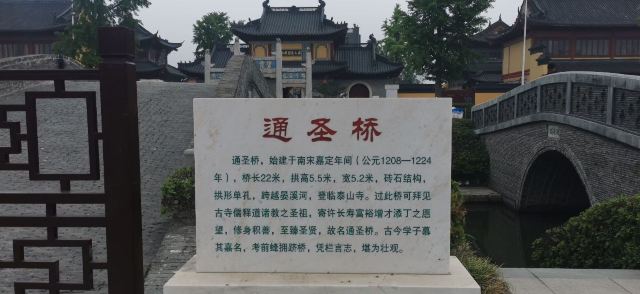 通圣桥
通圣桥，始建于南宋嘉定年间（公元1208—1224
年），桥长22米，拱高5.5米，宽5.2米，砖石结构，
拱形单孔，跨越晏溪河，登临泰山寺。过此桥可拜见
古寺儒释道诸教之圣祖，寄许长寿富裕增才添丁之愿
望，修身积善，至臻圣贤，故名通圣桥。古今学子慕
其嘉名，考前蜂拥跻桥，凭栏言志，堪为壮观。